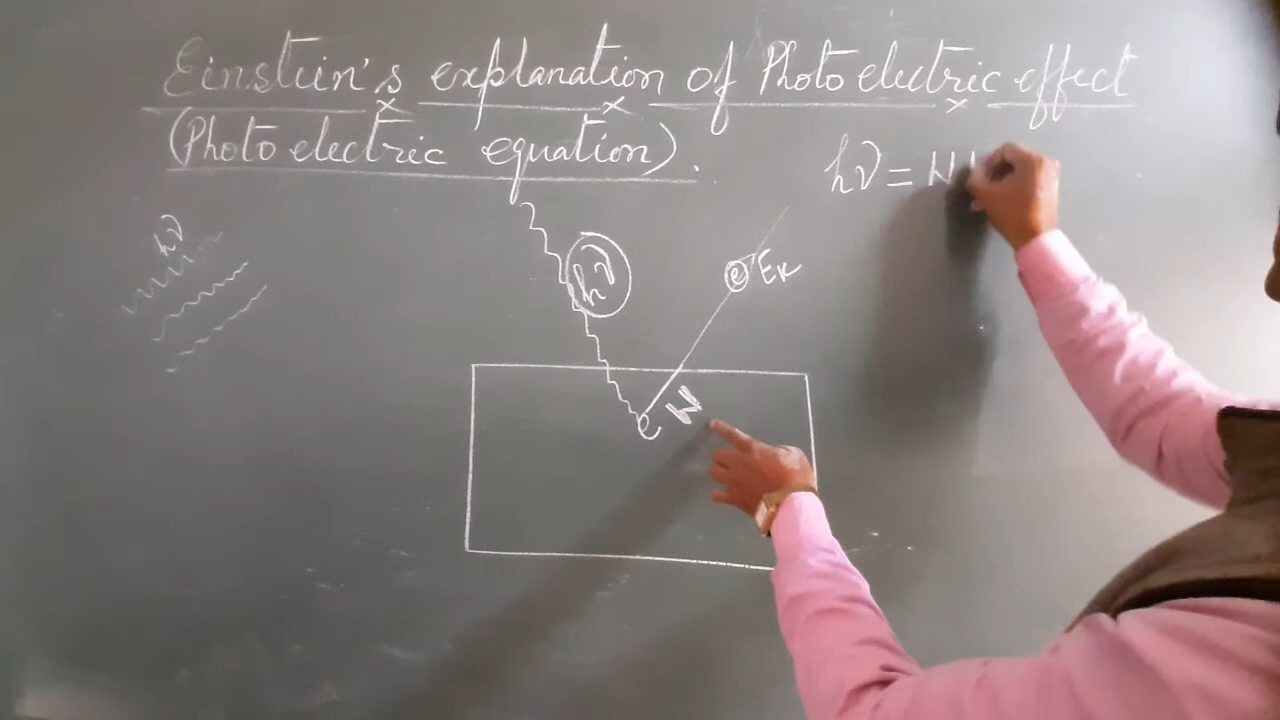 Einstein's explanation of Photo electric effect
(Photo electric equation).
hν = W
hν
hν
e EK
e W